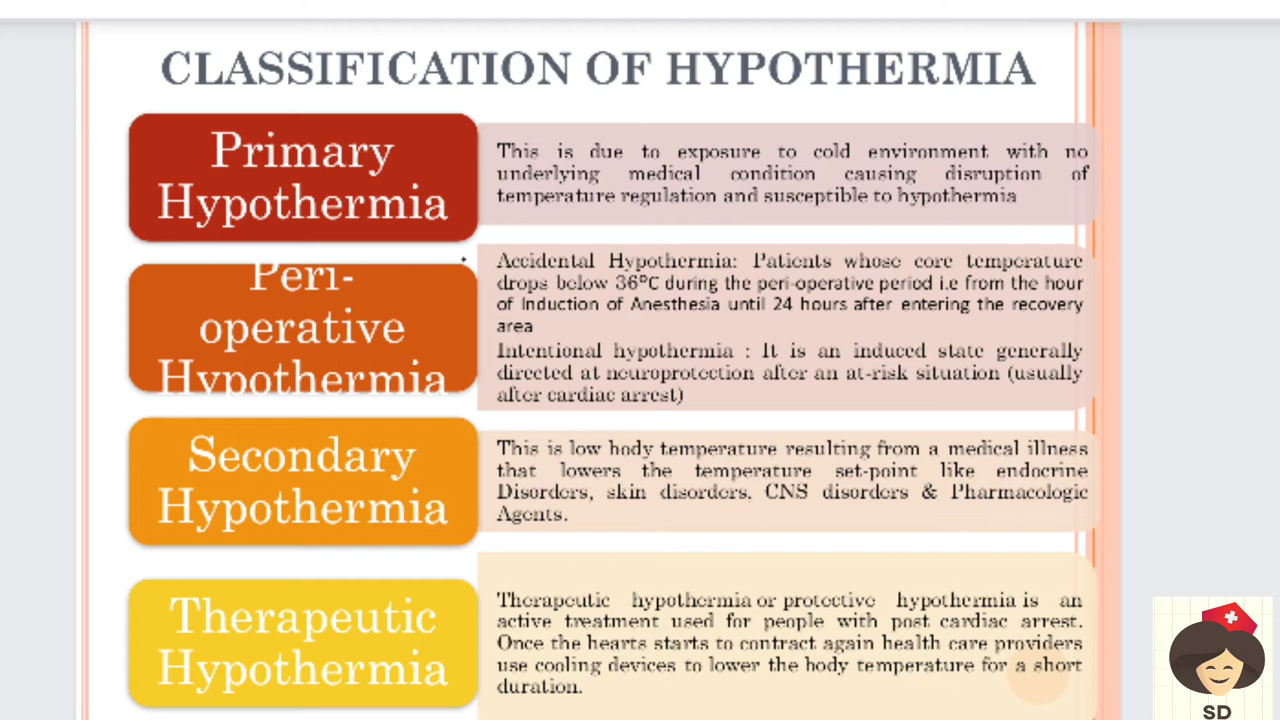 CLASSIFICATION OF HYPOTHERMIA
Primary
Hypothermia
This is due to exposure to cold environment with no
underlying medical condition causing disruption of
temperature regulation and susceptible to hypothermia
Peri-
operative
Hypothermia
Accidental Hypothermia: Patients whose core temperature
drops below 36°C during the peri-operative period i.e from the hour
of Induction of Anesthesia until 24 hours after entering the recovery
area
Intentional hypothermia : It is an induced state generally
directed at neuroprotection after an at-risk situation (usually
after cardiac arrest)
Secondary
Hypothermia
This is low body temperature resulting from a medical illness
that lowers the temperature set-point like endocrine
Disorders, skin disorders, CNS disorders & Pharmacologic
Agents.
Therapeutic
Hypothermia
Therapeutic hypothermia or protective hypothermia is an
active treatment used for people with post cardiac arrest.
Once the hearts starts to contract again health care providers
use cooling devices to lower the body temperature for a short
duration.
SD